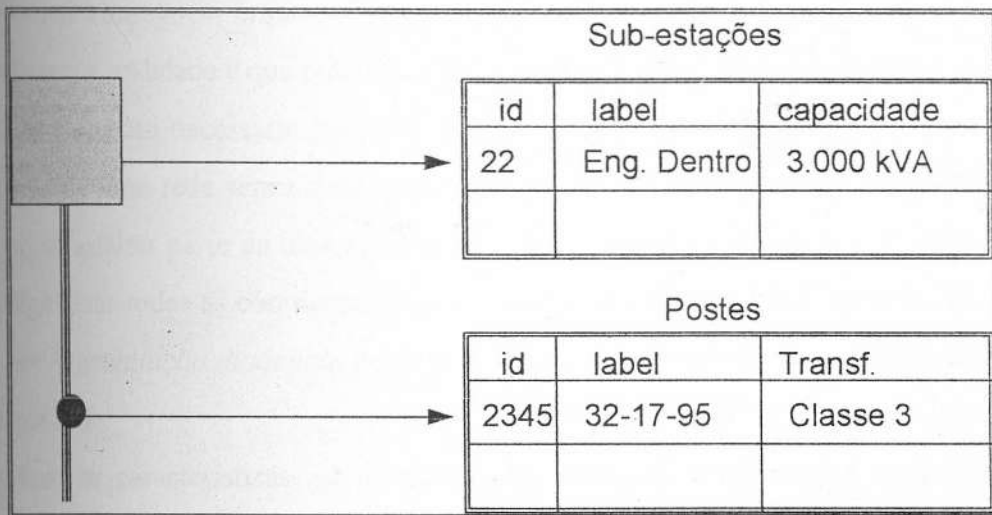 Sub-estações
id label capacidade
22 Eng. Dentro 3.000 kVA
Postes
id label Transf.
2345 32-17-95 Classe 3